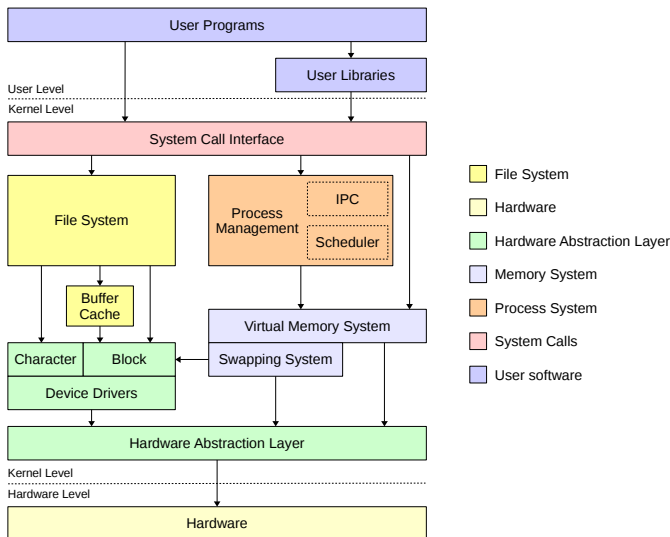 User Programs
User Libraries
User Level
Kernel Level
System Call Interface
File System
Process
Management
IPC
Scheduler
Buffer
Cache
Virtual Memory System
Character
Block
Swapping System
Device Drivers
Hardware Abstraction Layer
Kernel Level
Hardware Level
Hardware
File System
Hardware
Hardware Abstraction Layer
Memory System
Process System
System Calls
User software